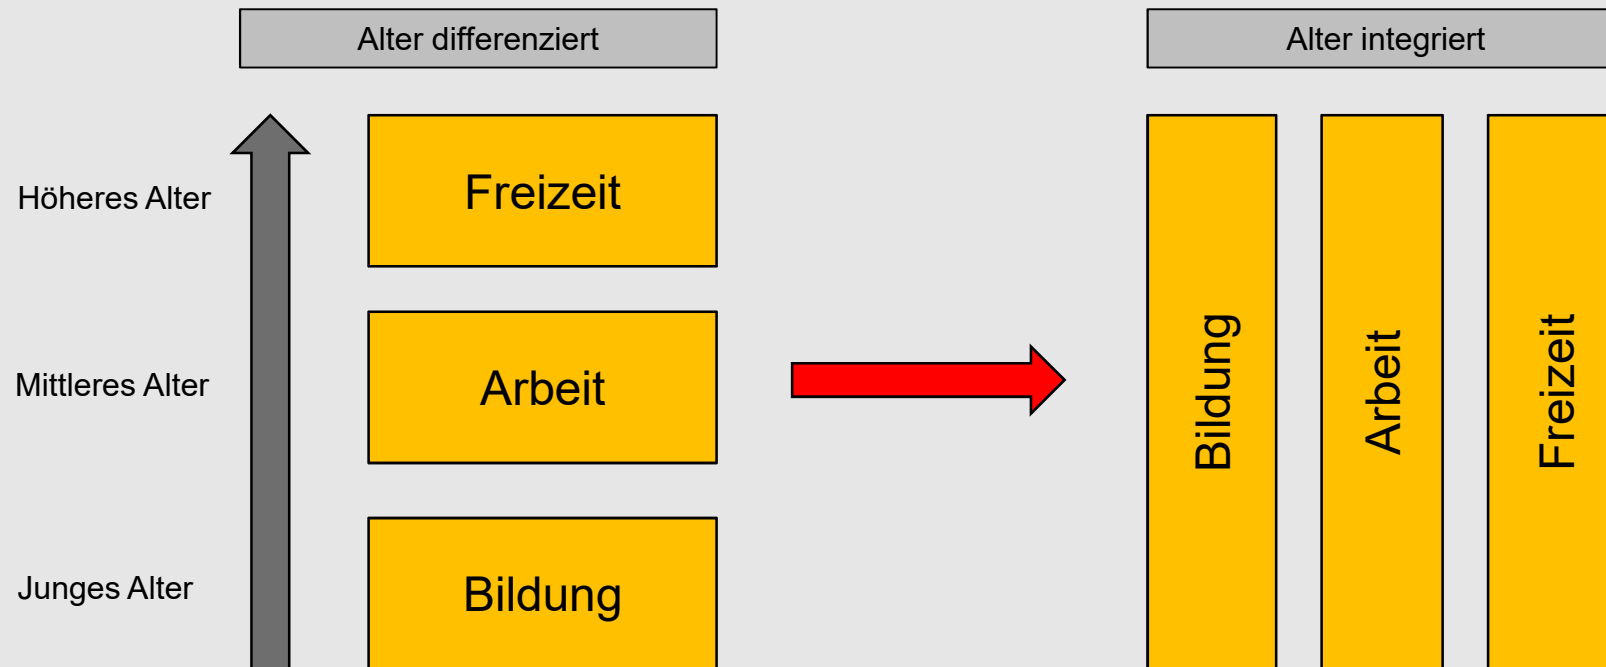 Alter differenziert
Alter integriert
Höheres Alter
Freizeit
Mittleres Alter
Arbeit
Junges Alter
Bildung
Bildung
Arbeit
Freizeit